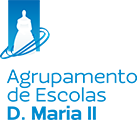 Agrupamento
de Escolas
D. Maria II